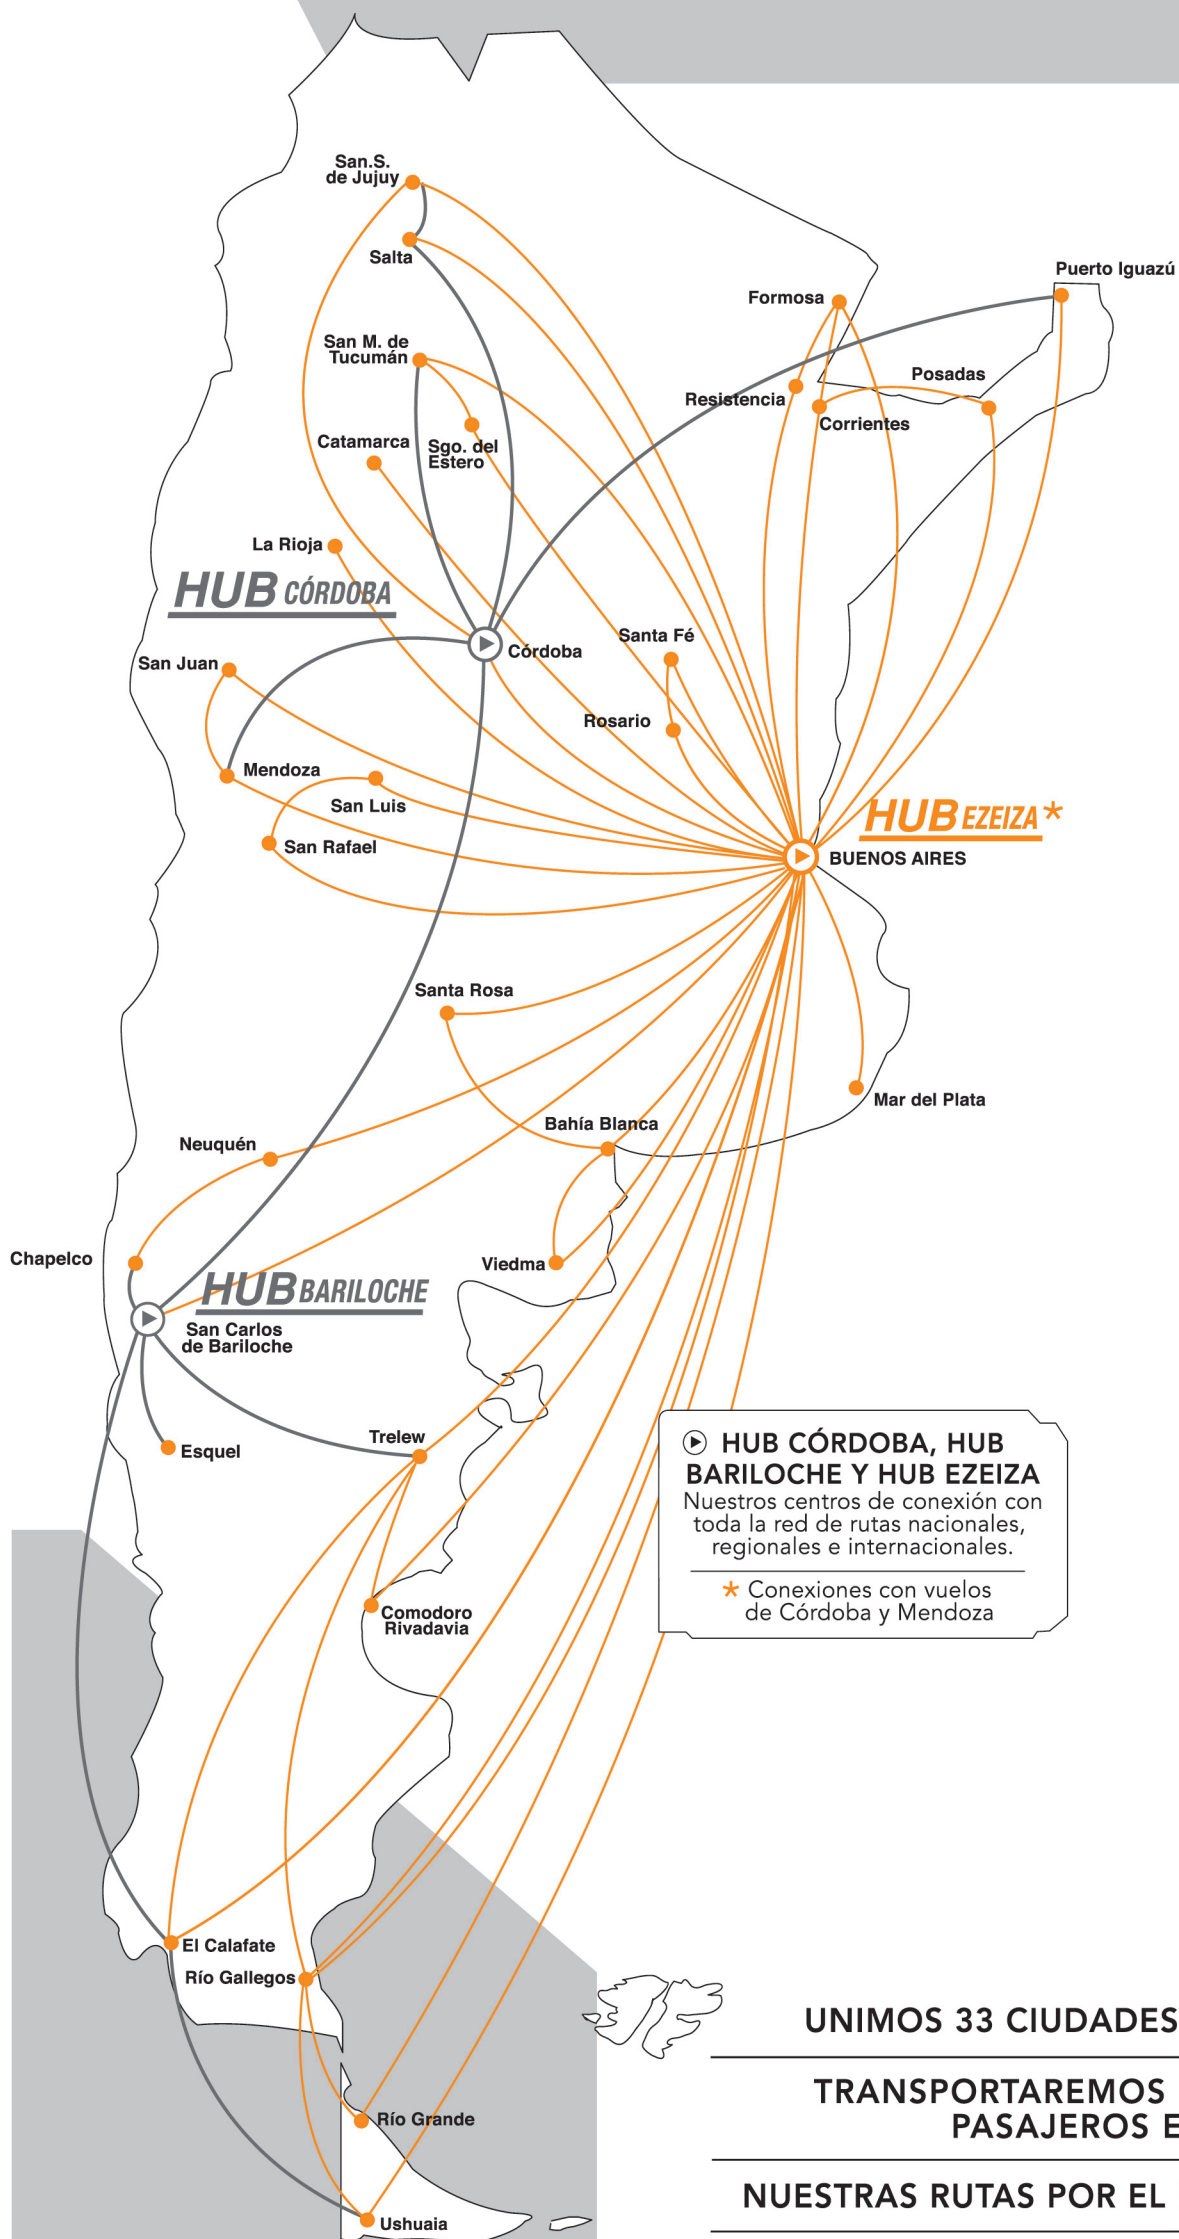 San.S.
de Jujuy
Salta
Puerto Iguazú
Formosa
San M. de
Tucumán
Posadas
Resistencia
Corrientes
Catamarca
Sgo. del
Estero
La Rioja
HUB CÓRDOBA
Santa Fé
Córdoba
San Juan
Rosario
Mendoza
San Luis
HUB EZEIZA*
San Rafael
BUENOS AIRES
Santa Rosa
Mar del Plata
Bahía Blanca
Neuquén
Chapelco
Viedma
HUB BARILOCHE
San Carlos
de Bariloche
Trelew
Esquel
HUB CÓRDOBA, HUB
BARILOCHE Y HUB EZEIZA
Nuestros centros de conexión con
toda la red de rutas nacionales,
regionales e internacionales.
* Conexiones con vuelos
de Córdoba y Mendoza
Comodoro
Rivadavia
El Calafate
Río Gallegos
UNIMOS 33 CIUDADES
TRANSPORTAREMOS
PASAJEROS E
Río Grande
NUESTRAS RUTAS POR EL
Ushuaia